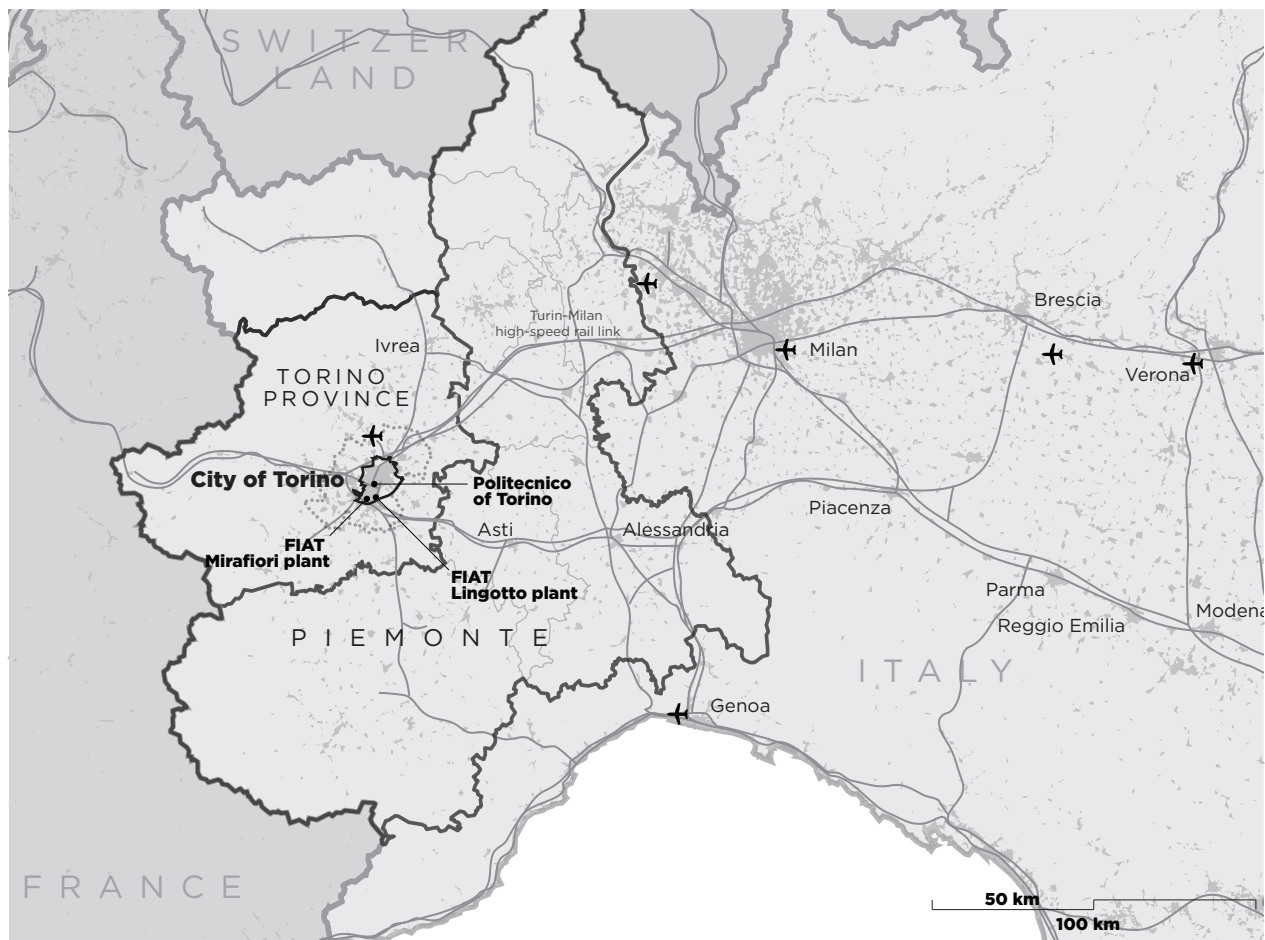 SWITZER
LAND
Turin-Milan
high-speed rail link
Brescia
Ivrea
Milan
Verona
TORINO
PROVINCE
City of Torino
Politecnico
of Torino
Piacenza
Asti
Alessandria
FIAT
Mirafiori plant
FIAT
Lingotto plant
Parma
Modena
Reggio Emilia
PIEMONTE
ITALY
Genoa
FRANCE
50 km
100 km